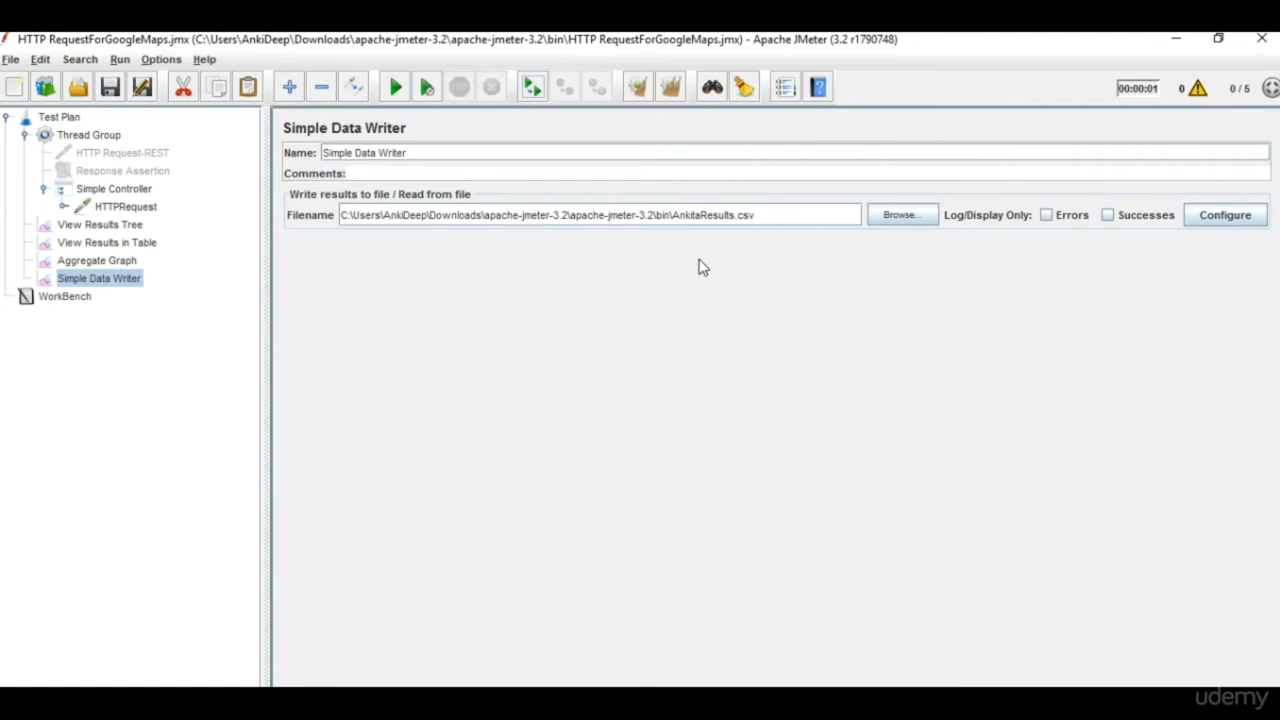 HTTP RequestForGoogleMaps.jmx (C:\Users\AnkiDeep\Downloads\apache-jmeter-3.2\apache-jmeter-3.2\bin\HTTP RequestForGoogleMaps.jmx) - Apache JMeter (3.2 r1790748)
File Edit Search Run Options Help
00:00:01 0 0 / 5
Test Plan
Thread Group
HTTP Request-REST
Response Assertion
Simple Controller
HTTPRequest
View Results Tree
View Results in Table
Aggregate Graph
Simple Data Writer
WorkBench
Simple Data Writer
Name: Simple Data Writer
Comments:
Write results to file / Read from file
Filename C:\Users\AnkiDeep\Downloads\apache-jmeter-3.2\apache-jmeter-3.2\bin\AnkitaResults.csv Browse... Log/Display Only: Errors Successes Configure
udemy